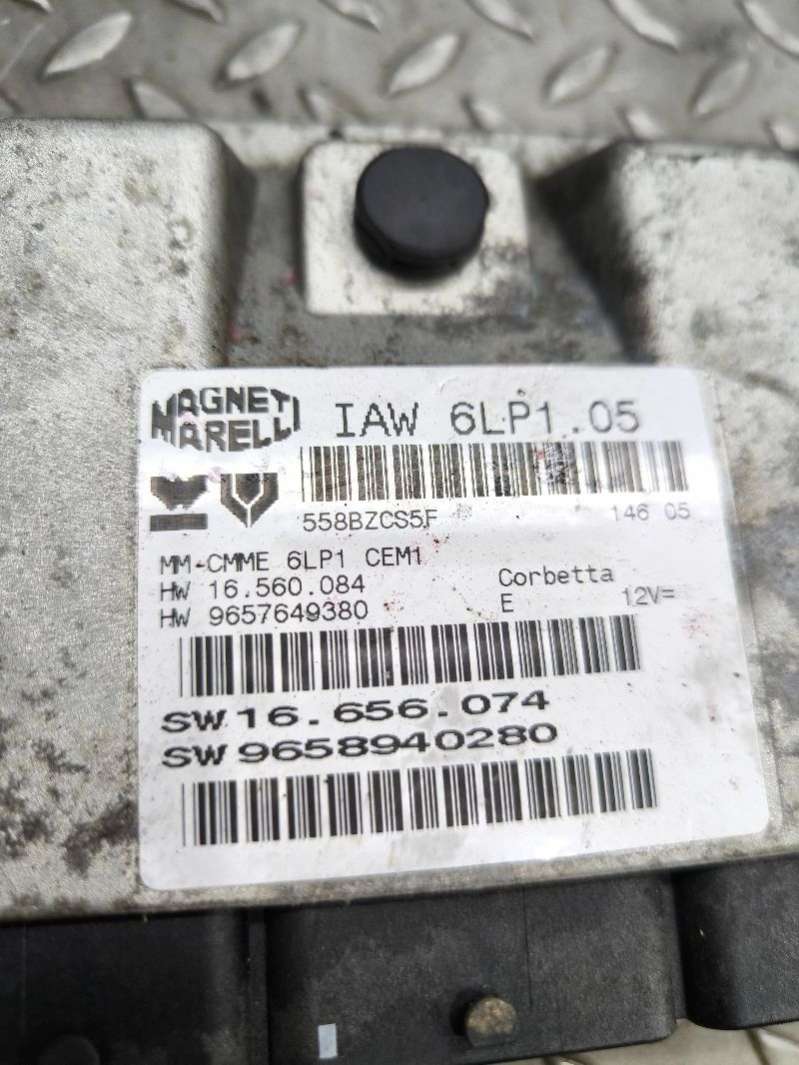 MAGNETI
MARELLI
IAW 6LP1.05
558BZCS5F 146 05
MM-CMME 6LP1 CEM1
HW 16.560.084 Corbetta
HW 9657649380 E 12V=
SW 16.656.074
SW 9658940280